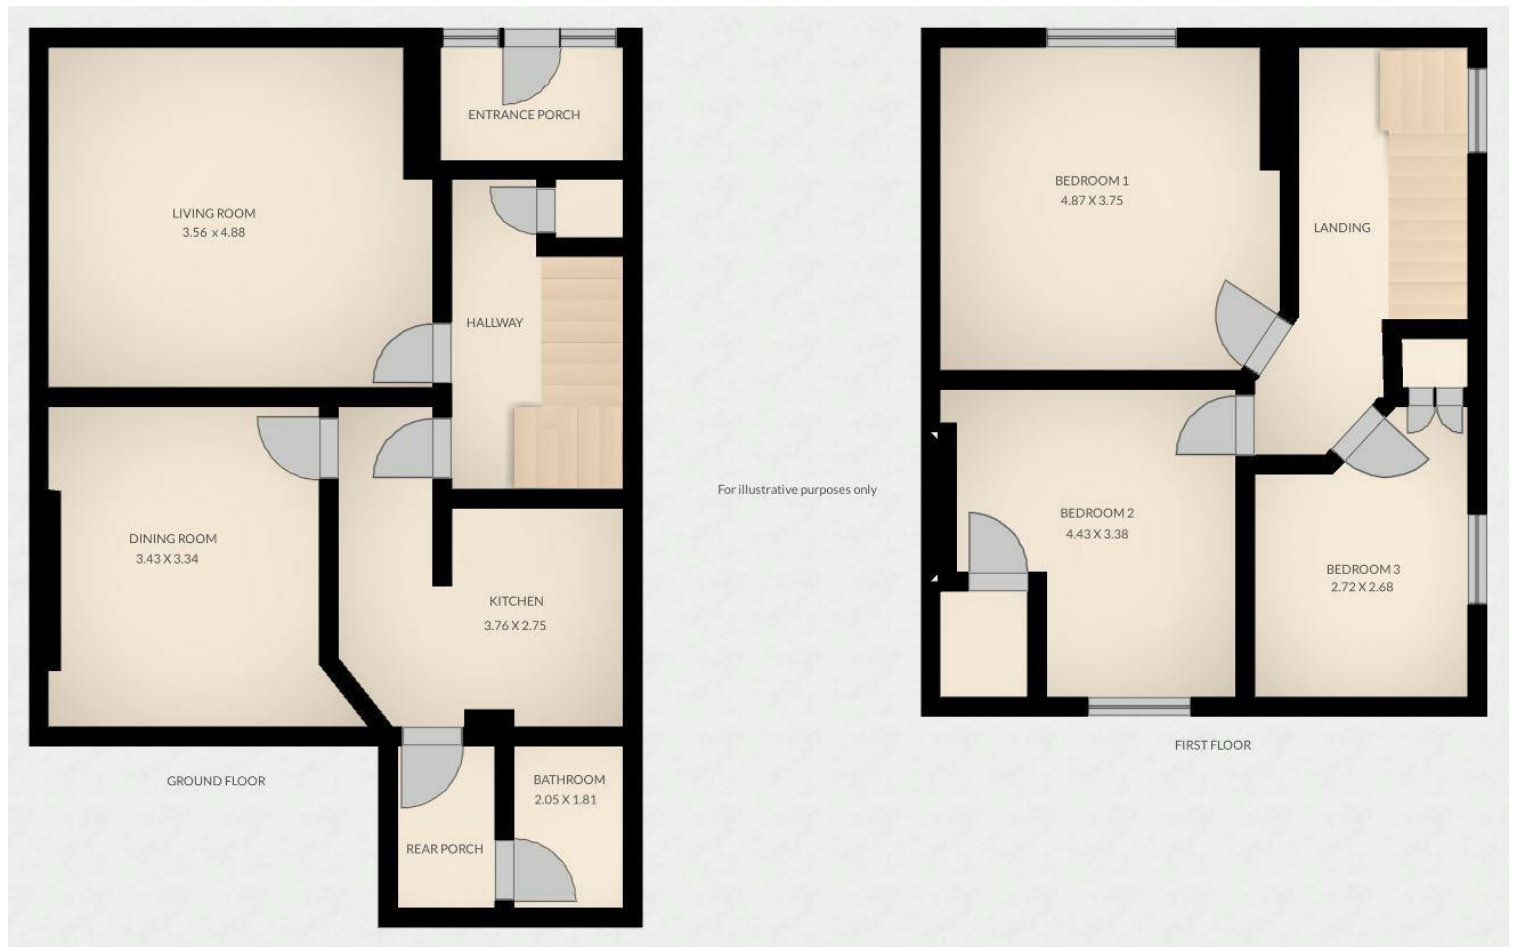 ENTRANCE PORCH
LIVING ROOM
3.56 x 4.88
HALLWAY
DINING ROOM
3.43 X 3.34
KITCHEN
3.76 X 2.75
BATHROOM
2.05 X 1.81
REAR PORCH
GROUND FLOOR
For illustrative purposes only
BEDROOM 1
4.87 X 3.75
LANDING
BEDROOM 2
4.43 X 3.38
BEDROOM 3
2.72 X 2.68
FIRST FLOOR